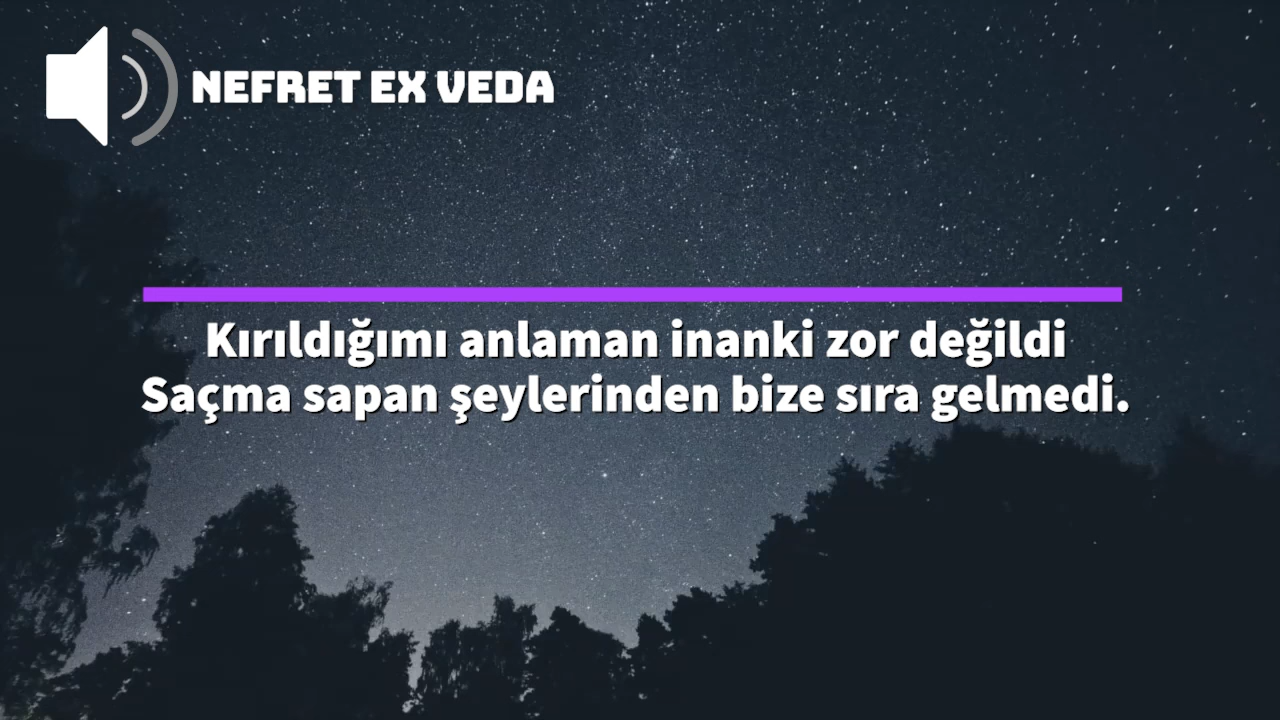 NEFRET EX VEDA
Kırıldığımı anlaman inanki zor değildi
Saçma sapan şeylerinden bize sıra gelmedi.